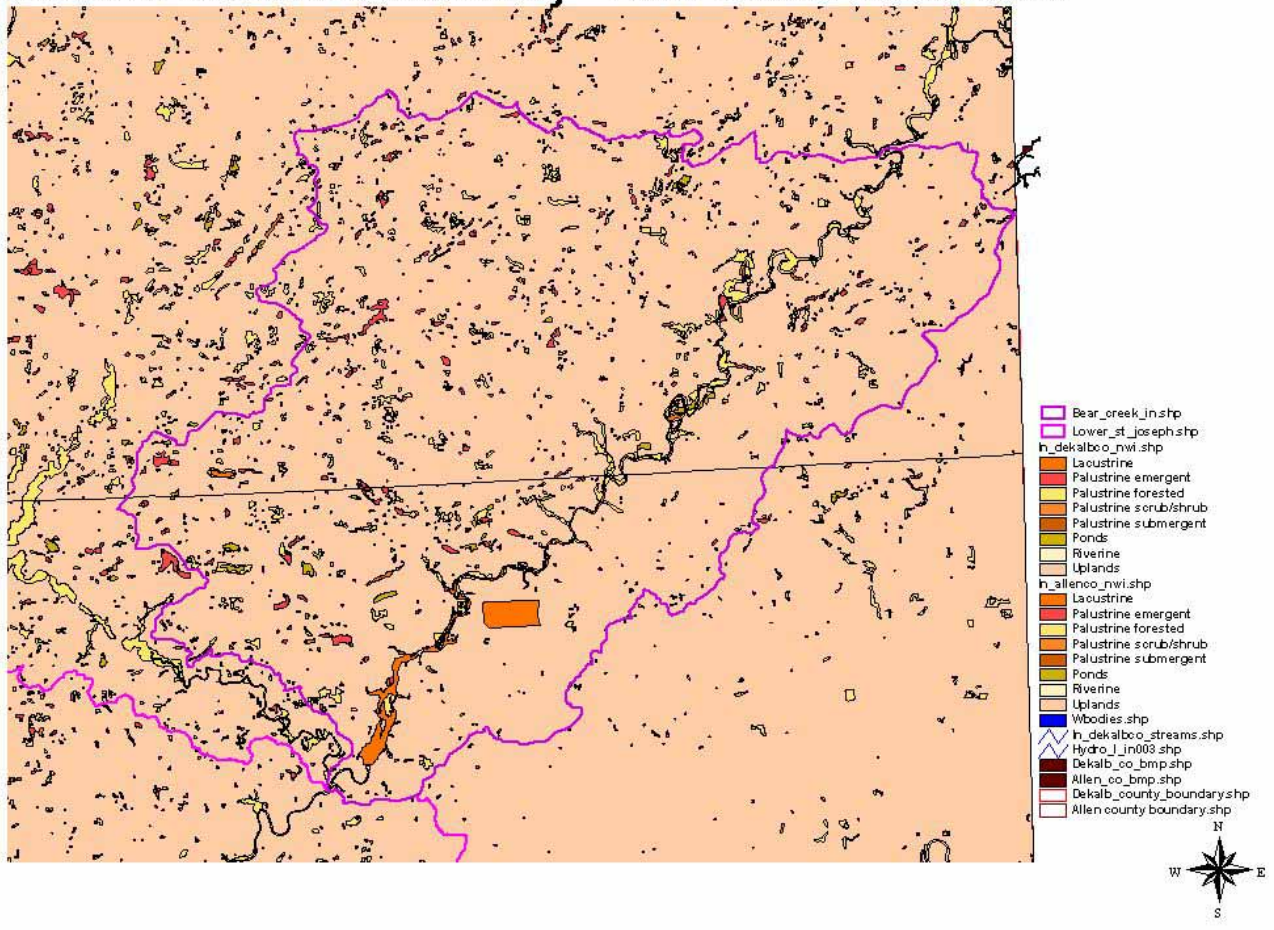 Bear_creek_in.shp
Lower_st_joseph.shp
In_dekalbco_nwi.shp
Lacustrine
Palustrine emergent
Palustrine forested
Palustrine scrub/shrub
Palustrine submergent
Ponds
Riverine
Uplands
In_allenco_nwi.shp
Lacustrine
Palustrine emergent
Palustrine forested
Palustrine scrub/shrub
Palustrine submergent
Ponds
Riverine
Uplands
Wbodies.shp
In_dekalbco_streams.shp
Hydro_l_in003.shp
Dekalb_co_bmp.shp
Allen_co_bmp.shp
Dekalb_county_boundary.shp
Allen county boundary.shp
N
W E
S